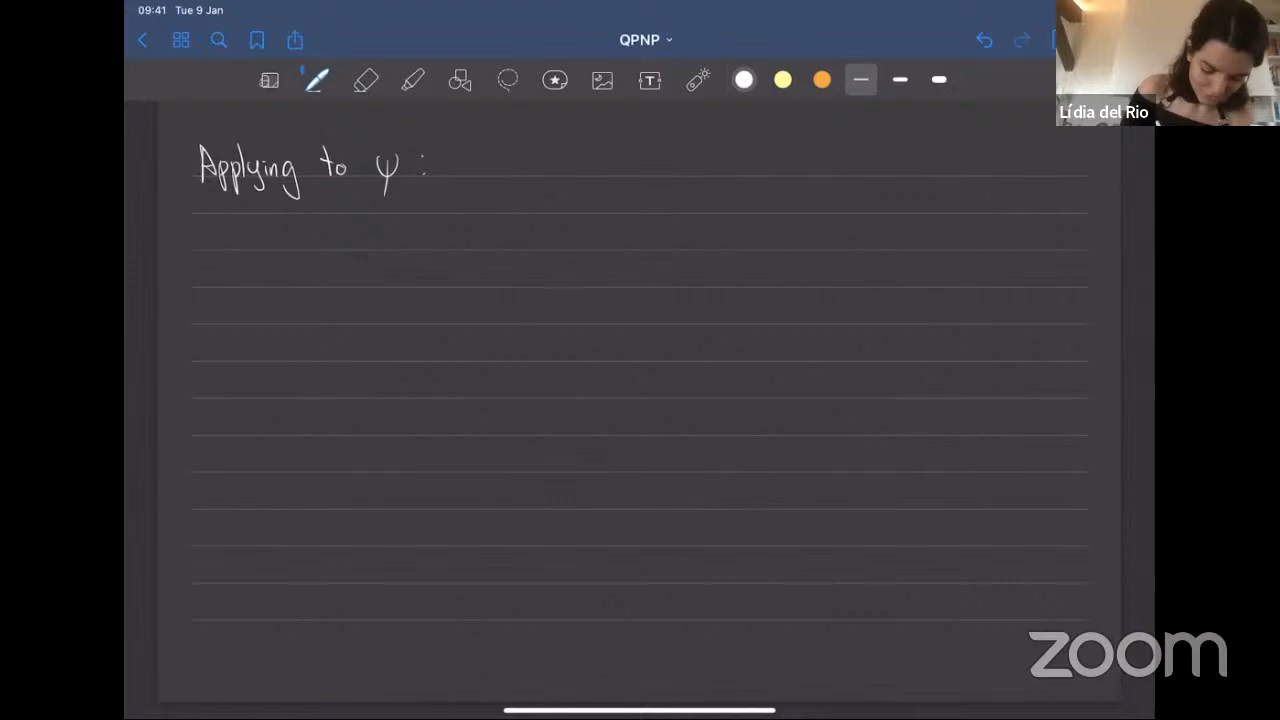 09:41 Tue 9 Jan
QPNP
Lídia del Rio
Applying to ψ :
zoom